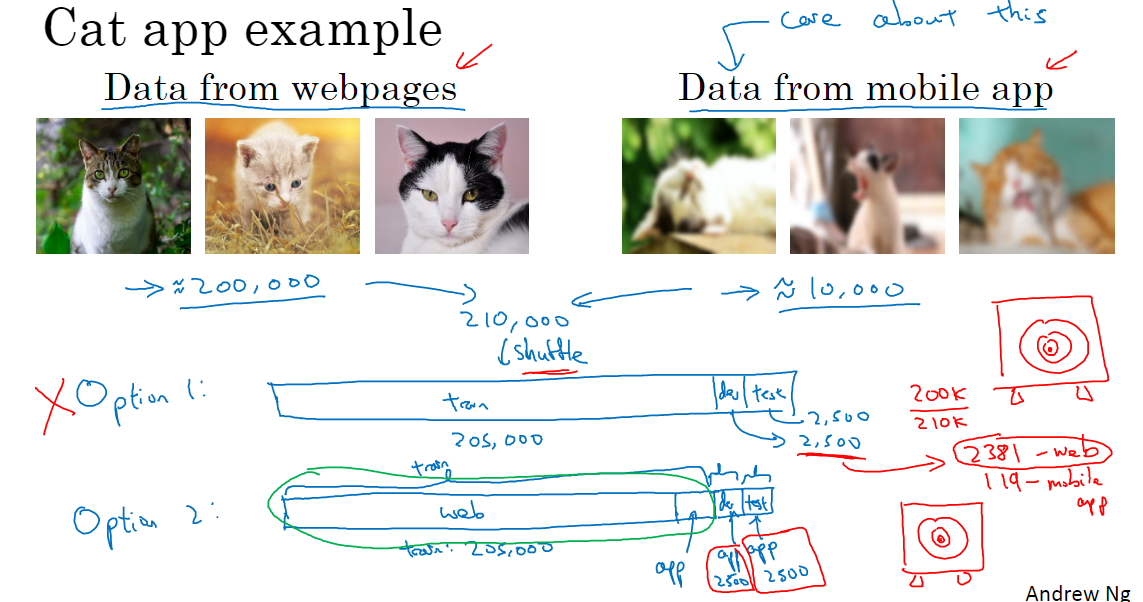 Cat app example
care about this
Data from webpages
Data from mobile app
→ ≈ 200,000
→ ≈ 10,000
210,000
↓ shuffle
X Option 1:
train
dev
test
205,000
2,500
2,500
200K
210K
2381 - web
119 - mobile
app
train
Option 2:
web
dev
test
train: 205,000
app
app
2500
app
2500
Andrew Ng